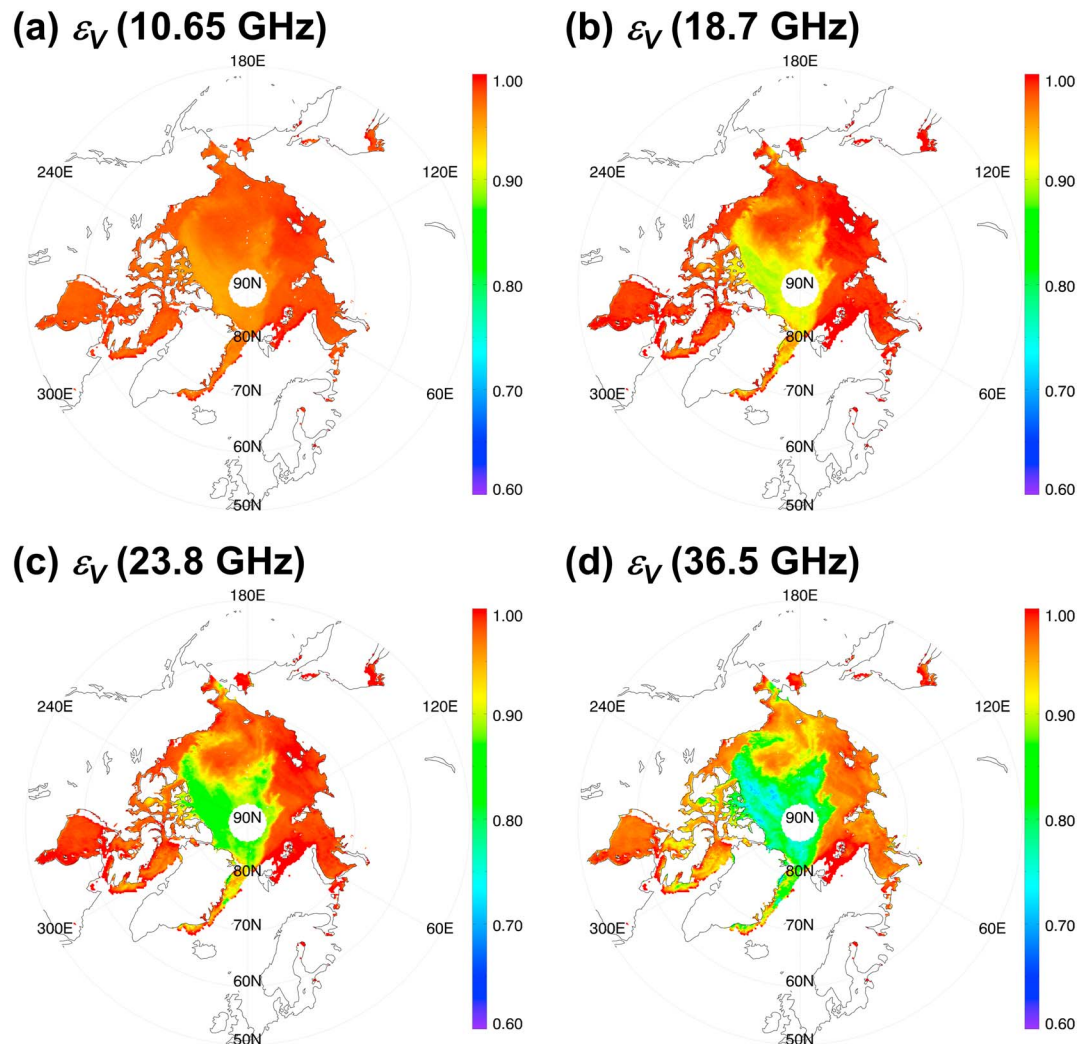 (a) εV (10.65 GHz)
180E
240E
120E
90N
80N
70N
300E
60E
60N
50N
1.00
0.90
0.80
0.70
0.60
(b) εV (18.7 GHz)
180E
240E
120E
90N
80N
70N
300E
60E
60N
50N
1.00
0.90
0.80
0.70
0.60
(c) εV (23.8 GHz)
180E
240E
120E
90N
80N
70N
300E
60E
60N
50N
1.00
0.90
0.80
0.70
0.60
(d) εV (36.5 GHz)
180E
240E
120E
90N
80N
70N
300E
60E
60N
50N
1.00
0.90
0.80
0.70
0.60